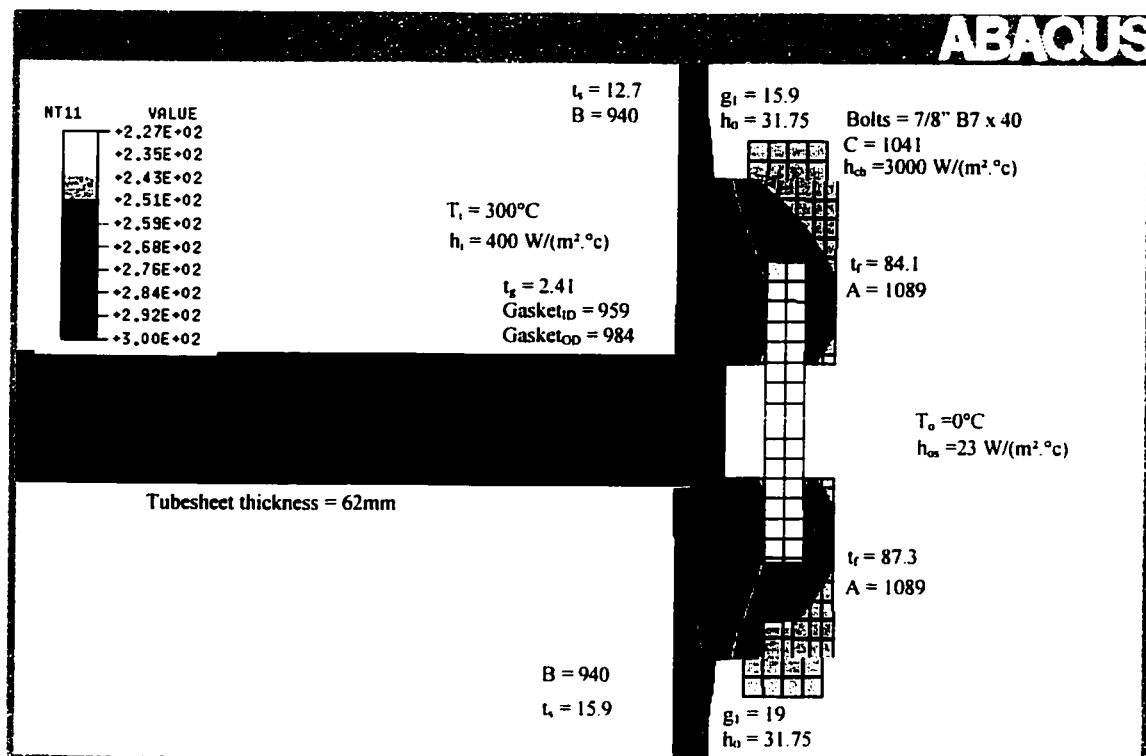 ABAQUS
NT11 VALUE
+2.27E+02
+2.35E+02
+2.43E+02
+2.51E+02
+2.59E+02
+2.68E+02
+2.76E+02
+2.84E+02
+2.92E+02
+3.00E+02
tₛ = 12.7
B = 940
g₁ = 15.9
h₀ = 31.75
Bolts = 7/8" B7 x 40
C = 1041
h_cb =3000 W/(m².°c)
Tᵢ = 300°C
hᵢ = 400 W/(m².°c)
t_g = 2.41
Gasket_ID = 959
Gasket_OD = 984
t_f = 84.1
A = 1089
Tₒ =0°C
h_os =23 W/(m².°c)
Tubesheet thickness = 62mm
t_f = 87.3
A = 1089
B = 940
tₛ = 15.9
g₁ = 19
h₀ = 31.75